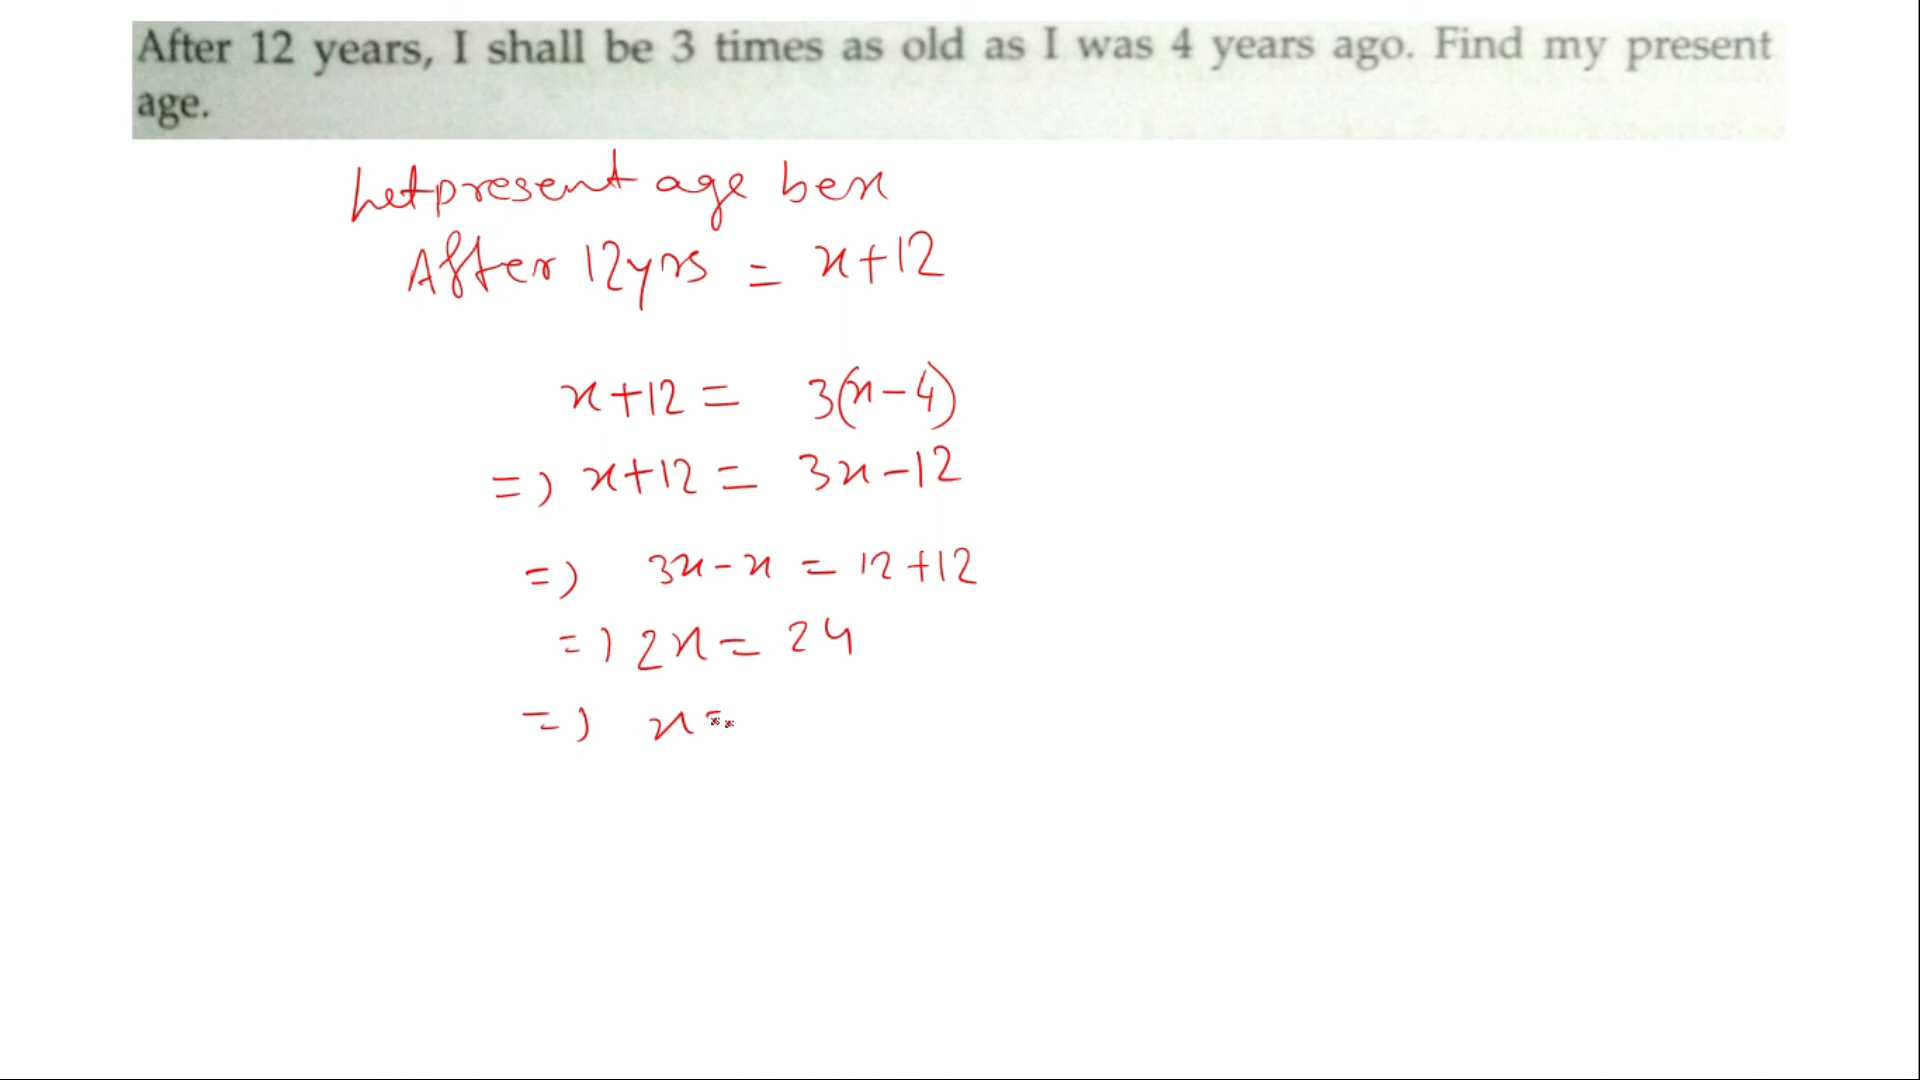 After 12 years, I shall be 3 times as old as I was 4 years ago. Find my present
age.
Let present age be x
After 12yrs = x+12
x+12 = 3(x-4)
=) x+12 = 3x-12
=) 3x-x = 12+12
=) 2x = 24
=) x =